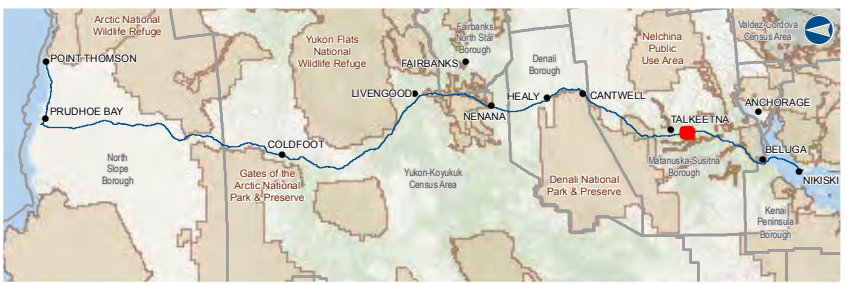 Arctic National
Wildlife Refuge
POINT THOMSON
PRUDHOE BAY
North
Slope
Borough
COLDFOOT
Gates of the
Arctic National
Park & Preserve
Yukon Flats
National
Wildlife Refuge
LIVENGOOD
FAIRBANKS
Fairbanks
North Star
Borough
NENANA
Yukon-Koyukuk
Census Area
Denali
Borough
HEALY
CANTWELL
Denali National
Park & Preserve
Nelchina
Public
Use Area
TALKEETNA
Matanuska-Susitna
Borough
Valdez-Cordova
Census Area
ANCHORAGE
BELUGA
NIKISKI
Kenai
Peninsula
Borough